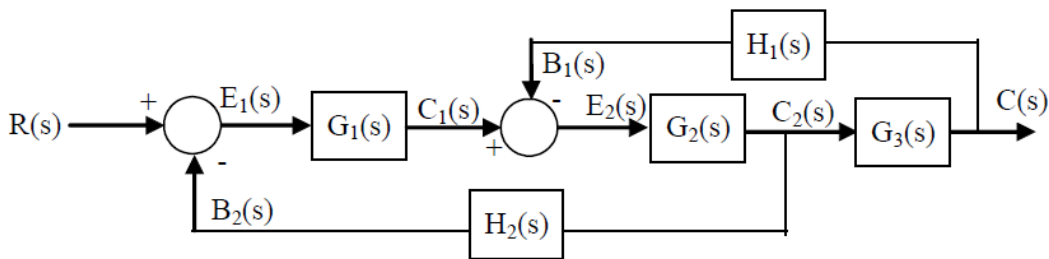 H₁(s)
B₁(s)
R(s)
+
E₁(s)
G₁(s)
C₁(s)
-
+
E₂(s)
G₂(s)
C₂(s)
G₃(s)
C(s)
-
B₂(s)
H₂(s)